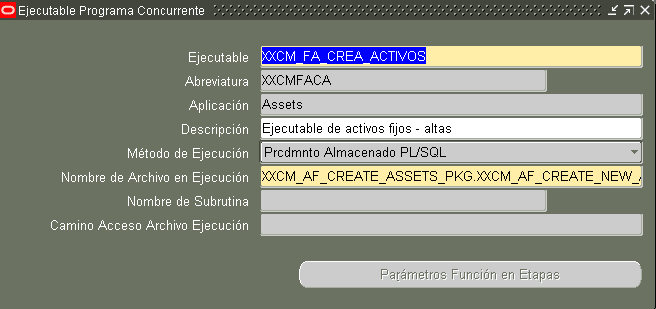 Ejecutable Programa Concurrente
Ejecutable XXCM_FA_CREA_ACTIVOS
Abreviatura XXCMFACA
Aplicación Assets
Descripción Ejecutable de activos fijos - altas
Método de Ejecución Prcdmnto Almacenado PL/SQL
Nombre de Archivo en Ejecución XXCM_AF_CREATE_ASSETS_PKG.XXCM_AF_CREATE_NEW_
Nombre de Subrutina
Camino Acceso Archivo Ejecución
Parámetros Función en Etapas